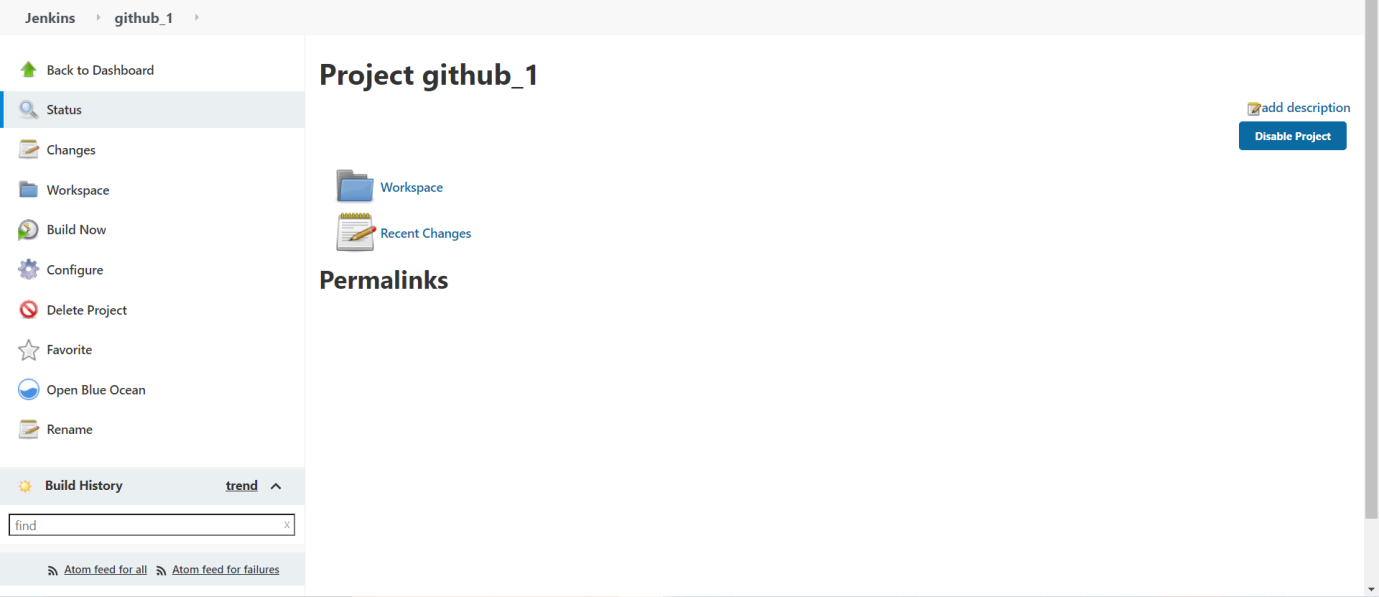 Jenkins github_1
Back to Dashboard
Status
Changes
Workspace
Build Now
Configure
Delete Project
Favorite
Open Blue Ocean
Rename
Build History trend
find x
Atom feed for all Atom feed for failures
Project github_1
add description
Disable Project
Workspace
Recent Changes
Permalinks